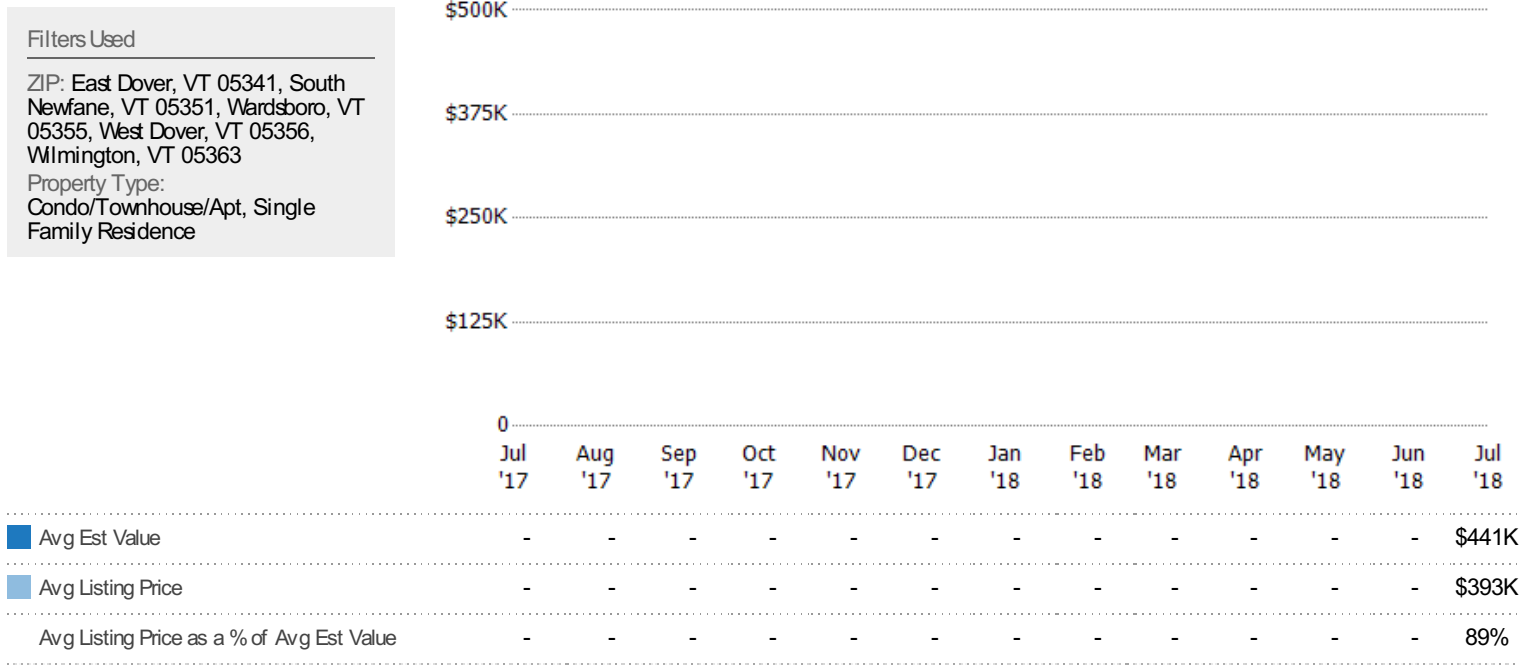 Filters Used
ZIP: East Dover, VT 05341, South
Newfane, VT 05351, Wardsboro, VT
05355, West Dover, VT 05356,
Wilmington, VT 05363
Property Type:
Condo/Townhouse/Apt, Single
Family Residence
$500K
$375K
$250K
$125K
0
Jul Aug Sep Oct Nov Dec Jan Feb Mar Apr May Jun Jul
'17 '17 '17 '17 '17 '17 '18 '18 '18 '18 '18 '18 '18
Avg Est Value - - - - - - - - - - - - $441K
Avg Listing Price - - - - - - - - - - - - $393K
Avg Listing Price as a % of Avg Est Value - - - - - - - - - - - - 89%